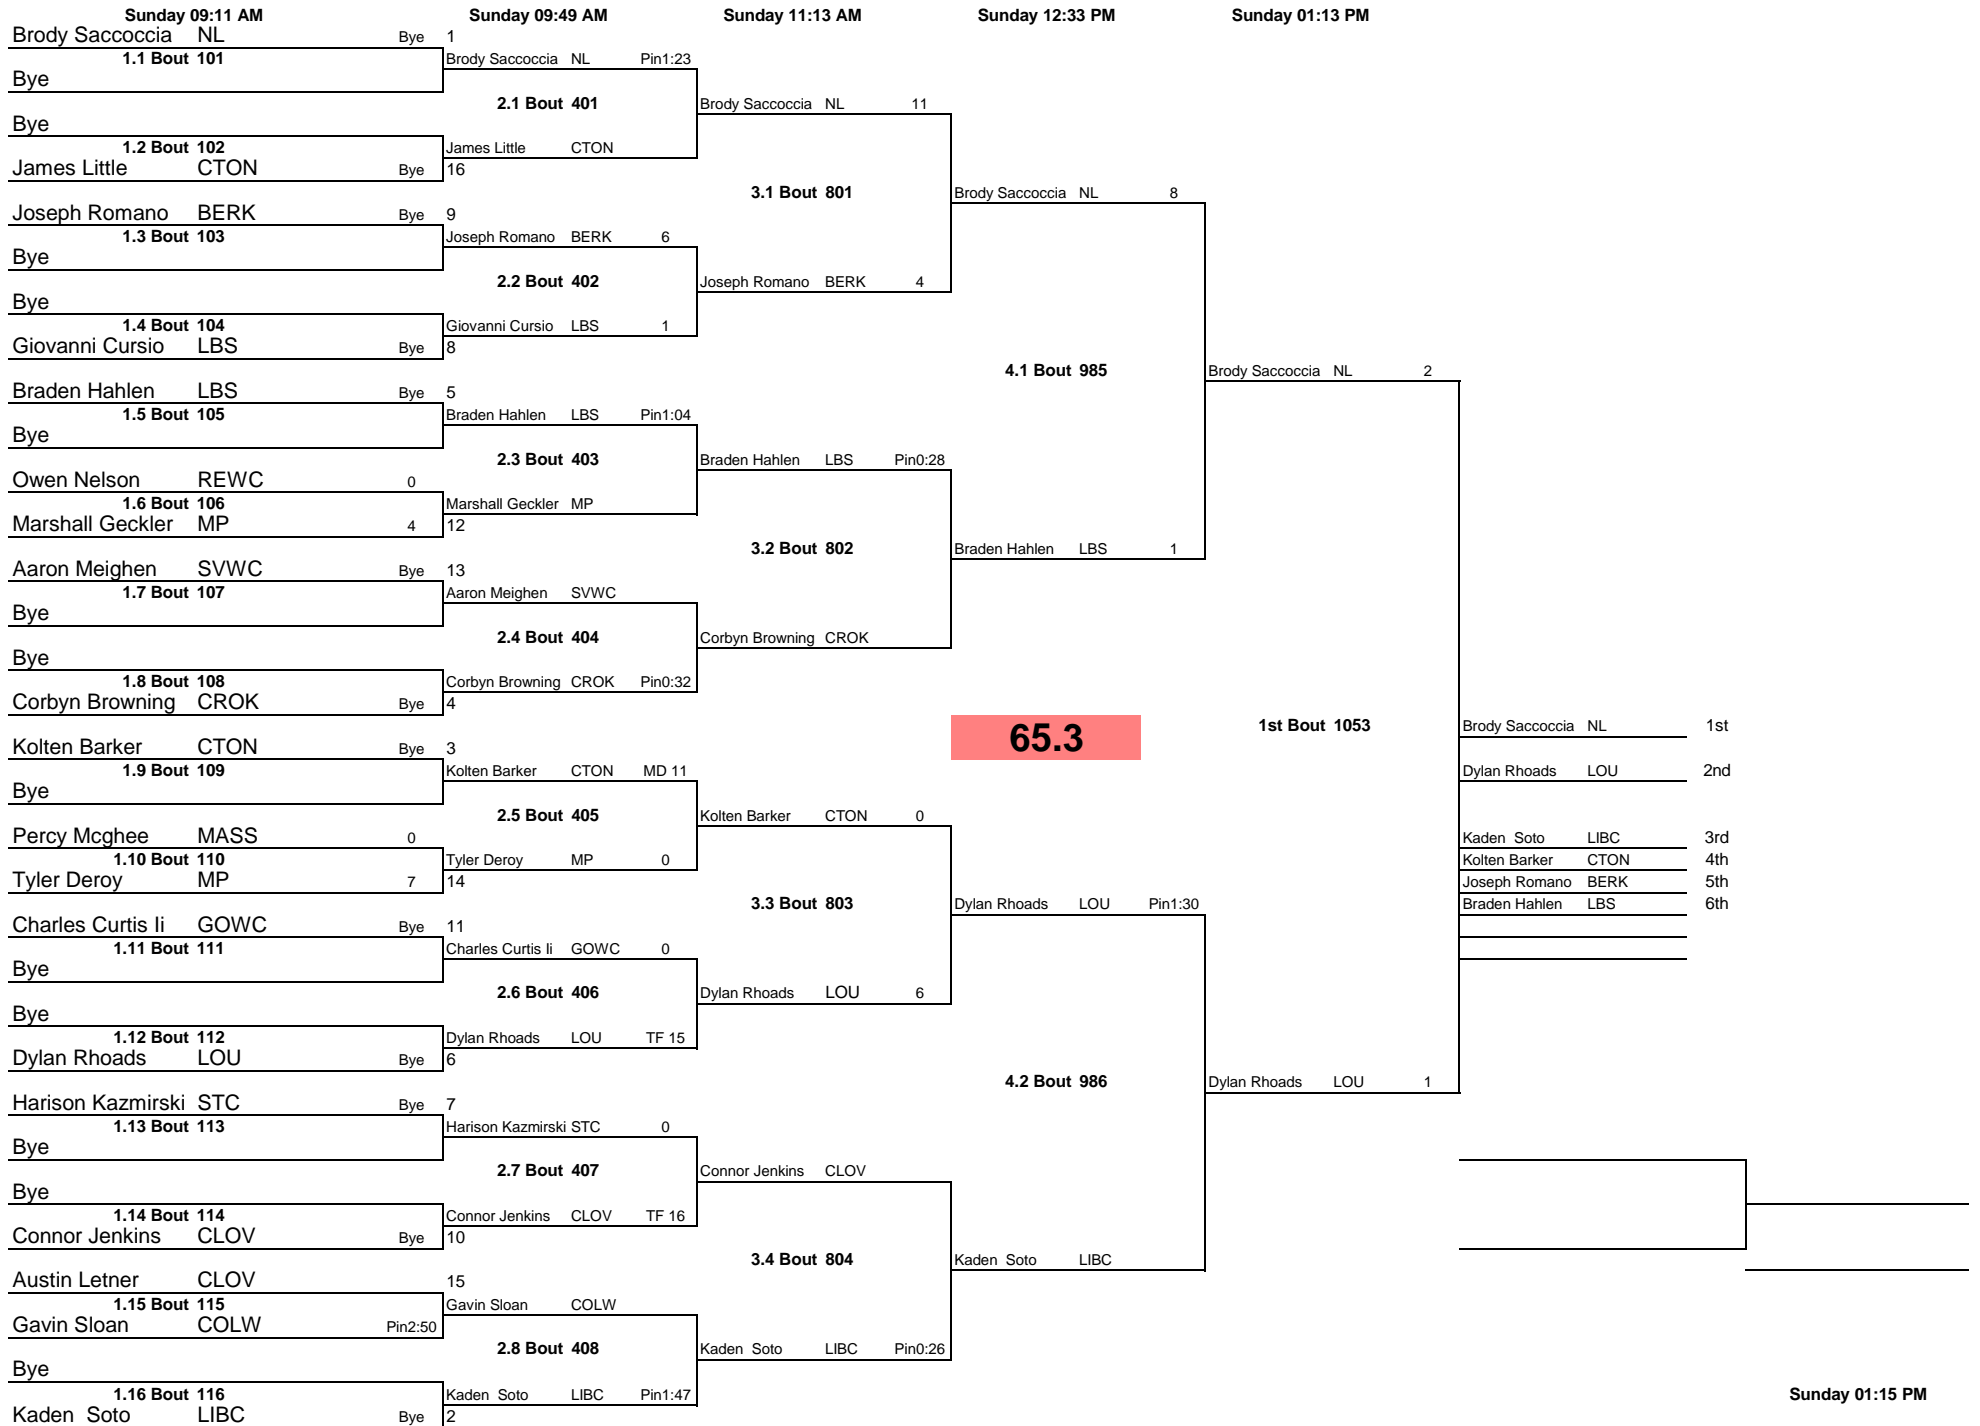 Sunday 09:11 AM Sunday 09:49 AM Sunday 11:13 AM Sunday 12:33 PM Sunday 01:13 PM
Brody Saccoccia NL Bye 1
1.1 Bout 101 Brody Saccoccia NL Pin1:23
Bye
2.1 Bout 401 Brody Saccoccia NL 11
Bye
1.2 Bout 102 James Little CTON
James Little CTON Bye 16
3.1 Bout 801 Brody Saccoccia NL 8
Joseph Romano BERK Bye 9
1.3 Bout 103 Joseph Romano BERK 6
Bye
2.2 Bout 402 Joseph Romano BERK 4
Bye
1.4 Bout 104 Giovanni Cursio LBS 1
Giovanni Cursio LBS Bye 8
4.1 Bout 985 Brody Saccoccia NL 2
Braden Hahlen LBS Bye 5
1.5 Bout 105 Braden Hahlen LBS Pin1:04
Bye
2.3 Bout 403 Braden Hahlen LBS Pin0:28
Owen Nelson REWC 0
1.6 Bout 106 Marshall Geckler MP
Marshall Geckler MP 4 12
3.2 Bout 802 Braden Hahlen LBS 1
Aaron Meighen SVWC Bye 13
1.7 Bout 107 Aaron Meighen SVWC
Bye
2.4 Bout 404 Corbyn Browning CROK
Bye
1.8 Bout 108 Corbyn Browning CROK Pin0:32
Corbyn Browning CROK Bye 4
65.3 1st Bout 1053 Brody Saccoccia NL 1st
Kolten Barker CTON Bye 3
1.9 Bout 109 Kolten Barker CTON MD 11 Dylan Rhoads LOU 2nd
Bye
2.5 Bout 405 Kolten Barker CTON 0
Percy Mcghee MASS 0 Kaden Soto LIBC 3rd
1.10 Bout 110 Tyler Deroy MP 0 Kolten Barker CTON 4th
Tyler Deroy MP 7 14 Joseph Romano BERK 5th
3.3 Bout 803 Dylan Rhoads LOU Pin1:30 Braden Hahlen LBS 6th
Charles Curtis Ii GOWC Bye 11
1.11 Bout 111 Charles Curtis Ii GOWC 0
Bye
2.6 Bout 406 Dylan Rhoads LOU 6
Bye
1.12 Bout 112 Dylan Rhoads LOU TF 15
Dylan Rhoads LOU Bye 6
4.2 Bout 986 Dylan Rhoads LOU 1
Harison Kazmirski STC Bye 7
1.13 Bout 113 Harison Kazmirski STC 0
Bye
2.7 Bout 407 Connor Jenkins CLOV
Bye
1.14 Bout 114 Connor Jenkins CLOV TF 16
Connor Jenkins CLOV Bye 10
3.4 Bout 804 Kaden Soto LIBC
Austin Letner CLOV 15
1.15 Bout 115 Gavin Sloan COLW
Gavin Sloan COLW Pin2:50
2.8 Bout 408 Kaden Soto LIBC Pin0:26
Bye
1.16 Bout 116 Kaden Soto LIBC Pin1:47 Sunday 01:15 PM
Kaden Soto LIBC Bye 2